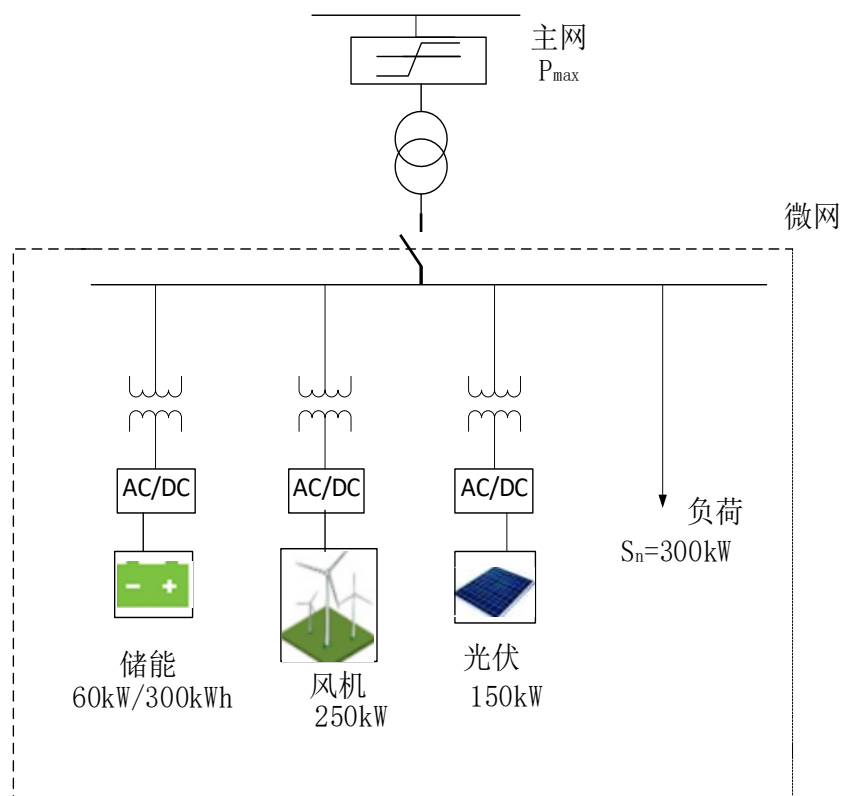 主网
Pmax
微网
AC/DC
AC/DC
AC/DC
负荷
Sn=300kW
储能
60kW/300kWh
风机
250kW
光伏
150kW